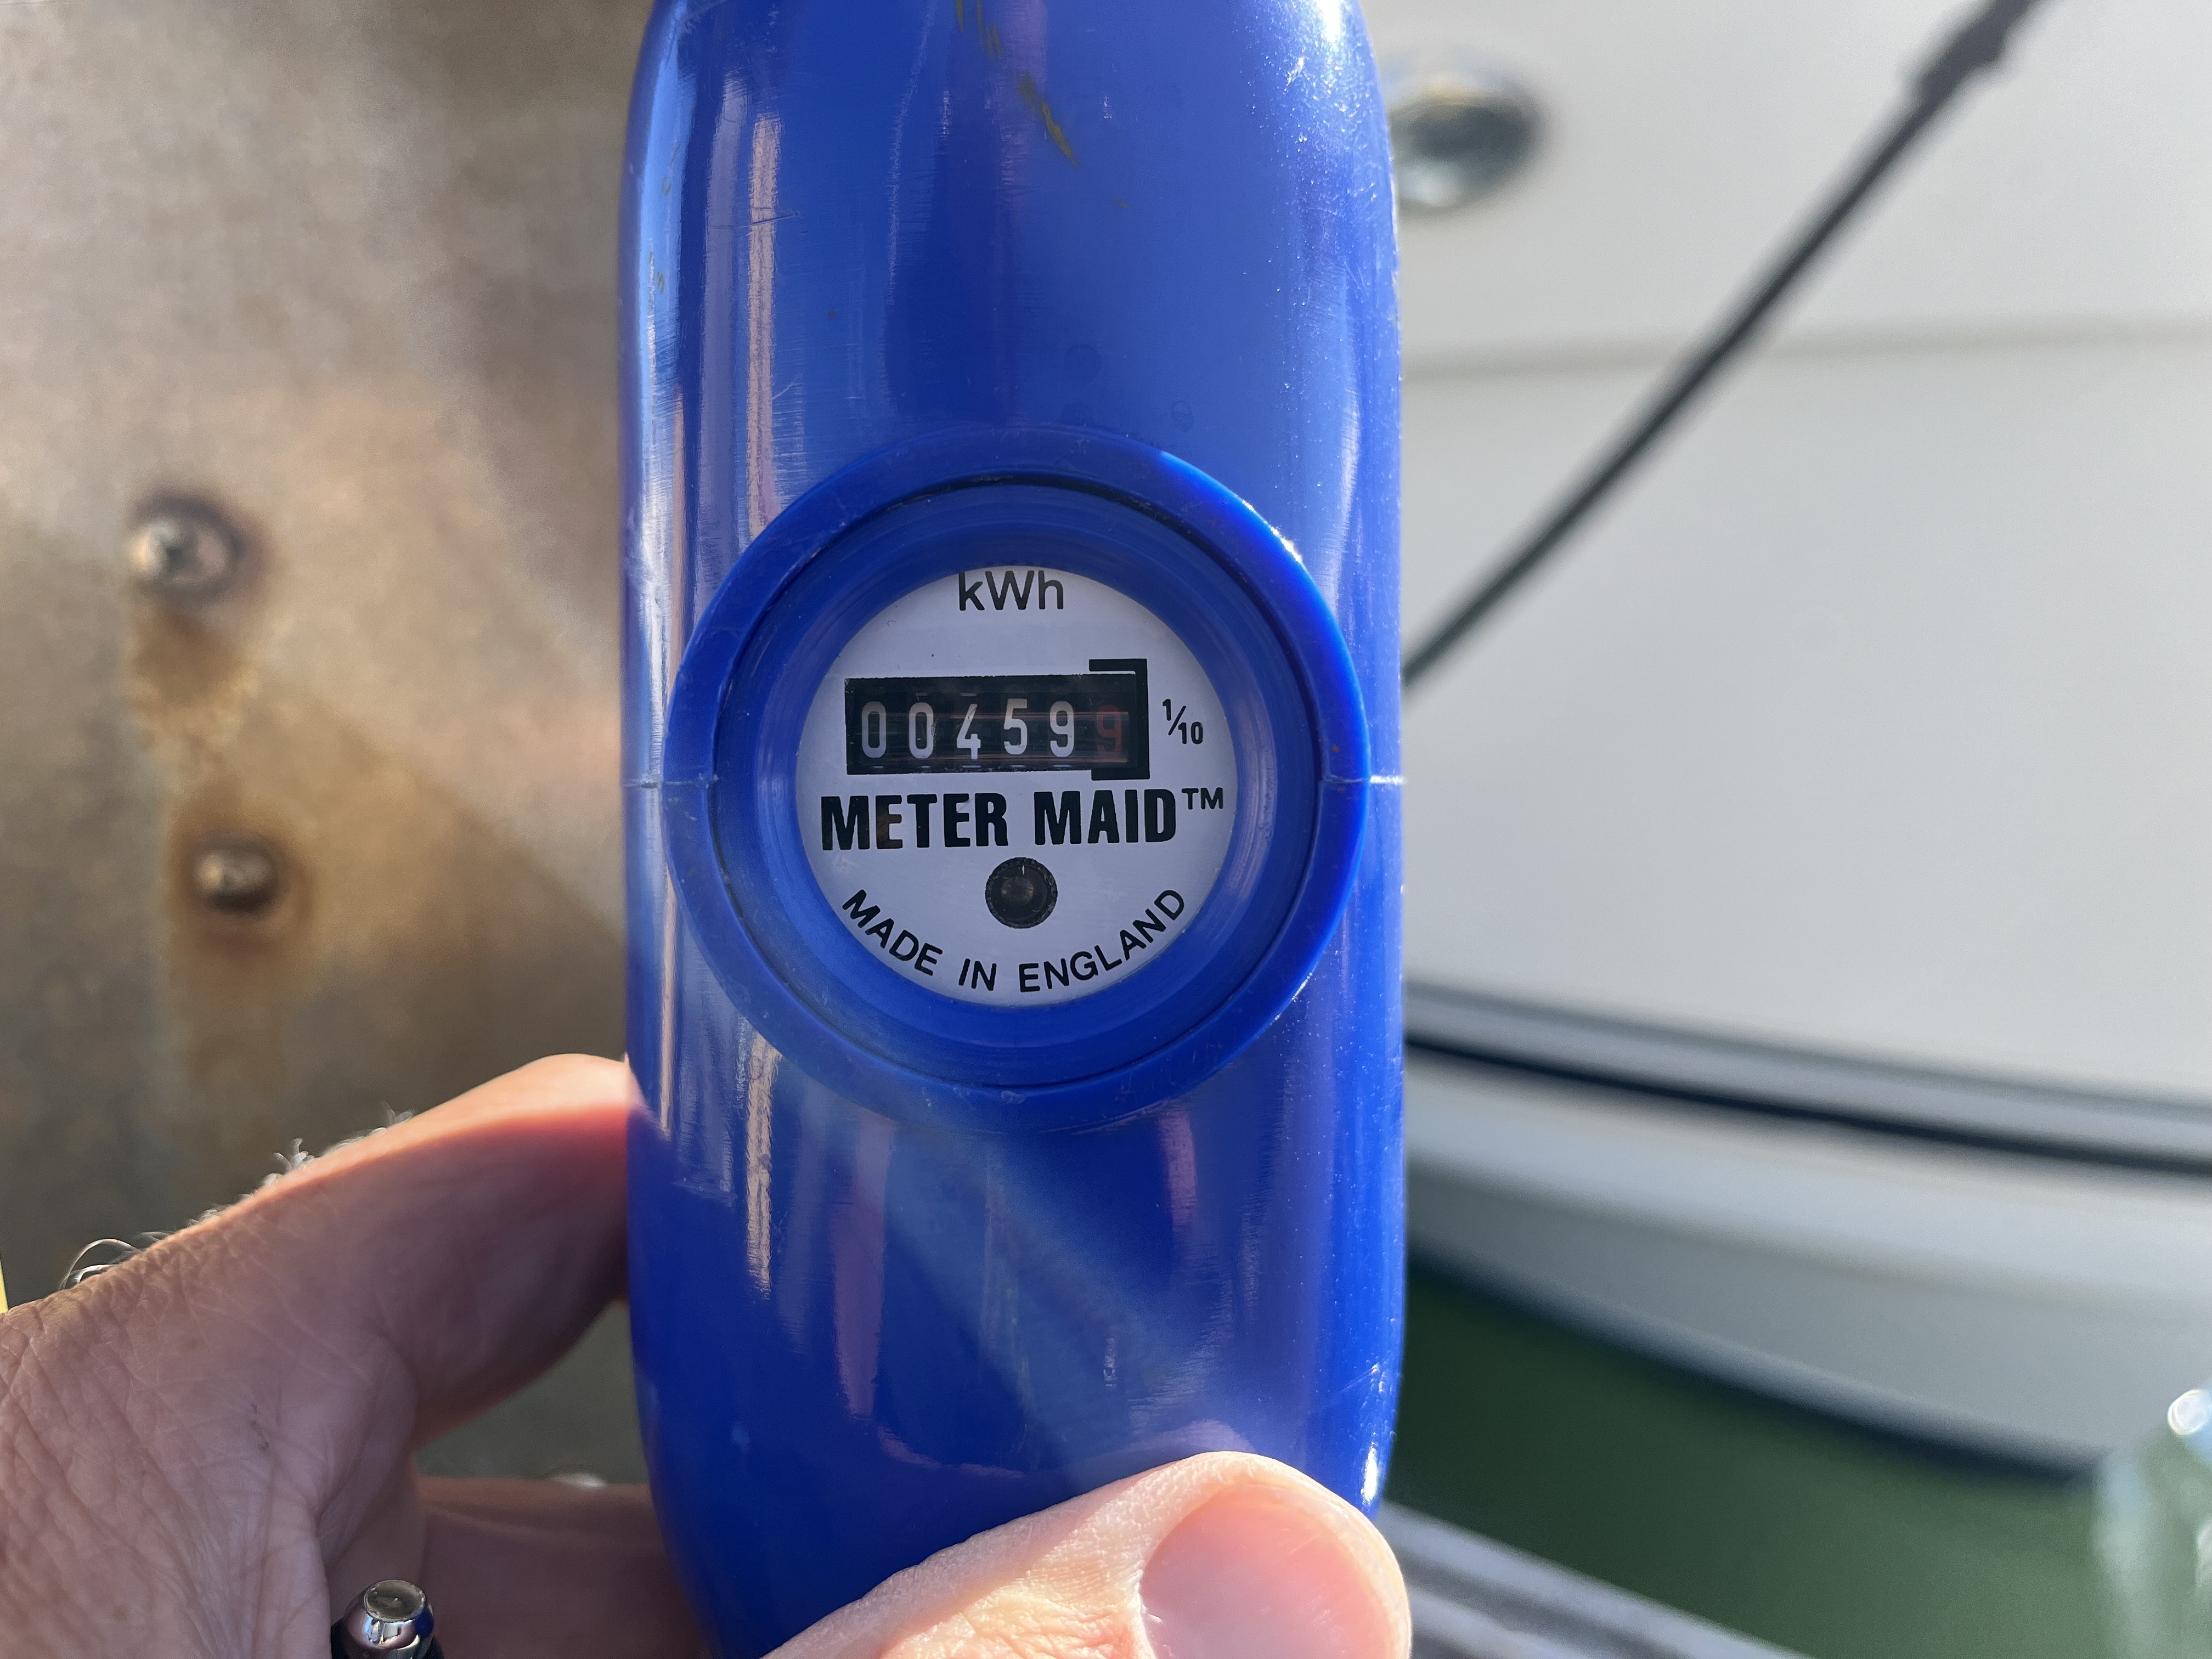 kWh
004599 1/10
METER MAID™
MADE IN ENGLAND